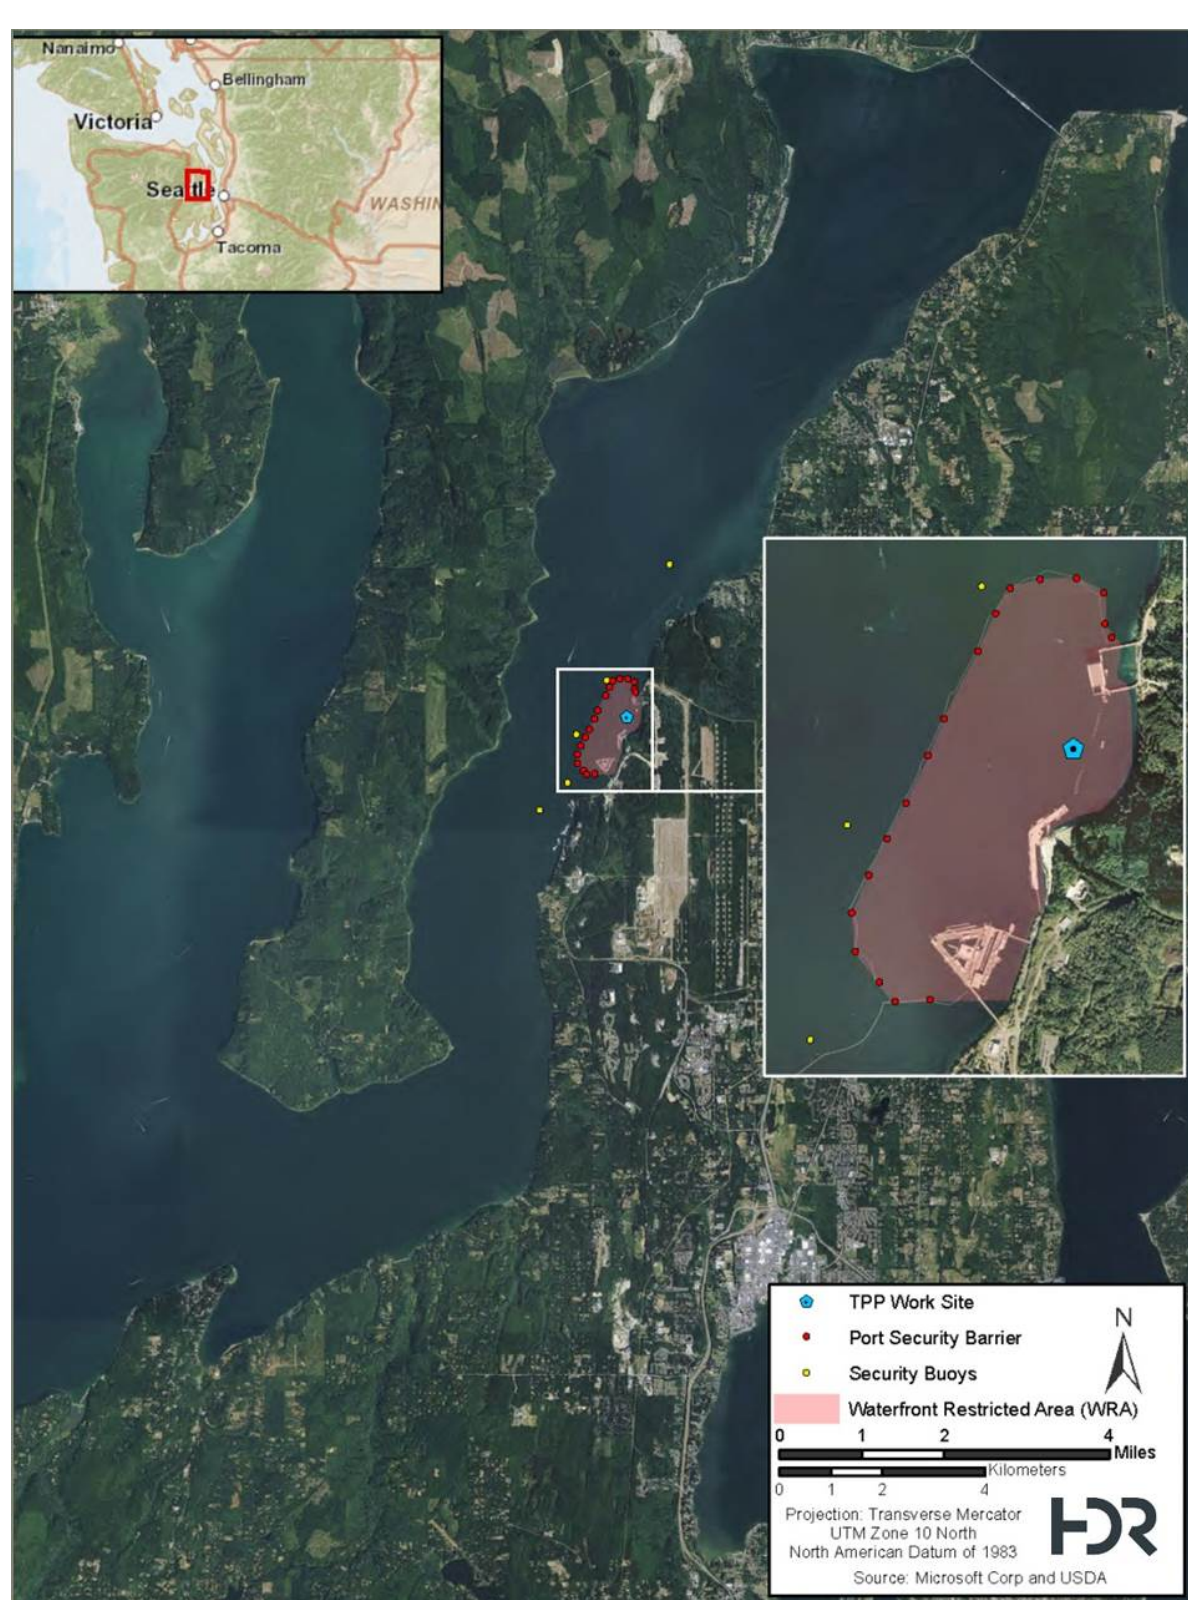 Nanaimo
Bellingham
Victoria
Seattle
WASHIN
Tacoma
TPP Work Site
N
Port Security Barrier
Security Buoys
Waterfront Restricted Area (WRA)
0 1 2 4
Miles
Kilometers
0 1 2 4
Projection: Transverse Mercator
UTM Zone 10 North
North American Datum of 1983
HDR
Source: Microsoft Corp and USDA